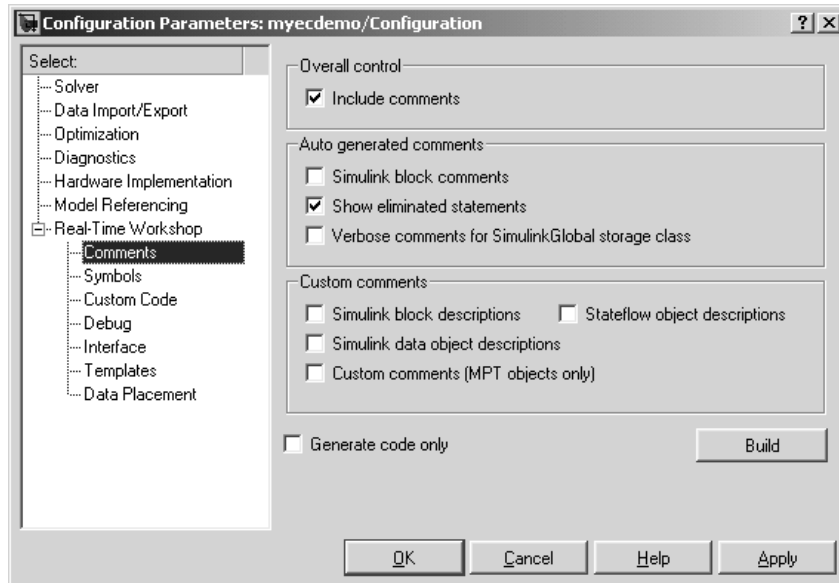 Configuration Parameters: myecdemo/Configuration
Select:
Solver
Data Import/Export
Optimization
Diagnostics
Hardware Implementation
Model Referencing
Real-Time Workshop
Comments
Symbols
Custom Code
Debug
Interface
Templates
Data Placement
Overall control
Include comments
Auto generated comments
Simulink block comments
Show eliminated statements
Verbose comments for SimulinkGlobal storage class
Custom comments
Simulink block descriptions Stateflow object descriptions
Simulink data object descriptions
Custom comments (MPT objects only)
Generate code only Build
OK Cancel Help Apply